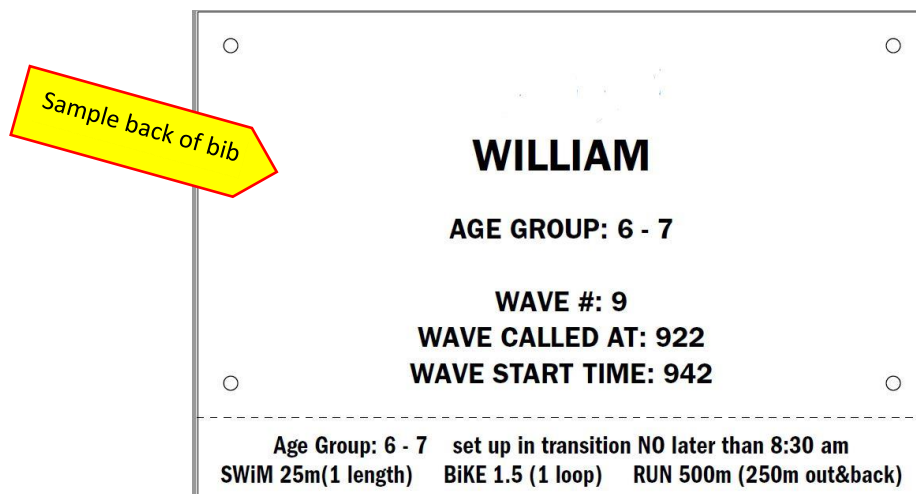 Sample back of bib
WILLIAM
AGE GROUP: 6 - 7
WAVE #: 9
WAVE CALLED AT: 922
WAVE START TIME: 942
Age Group: 6 - 7 set up in transition NO later than 8:30 am
SWiM 25m(1 length) BiKE 1.5 (1 loop) RUN 500m (250m out&back)